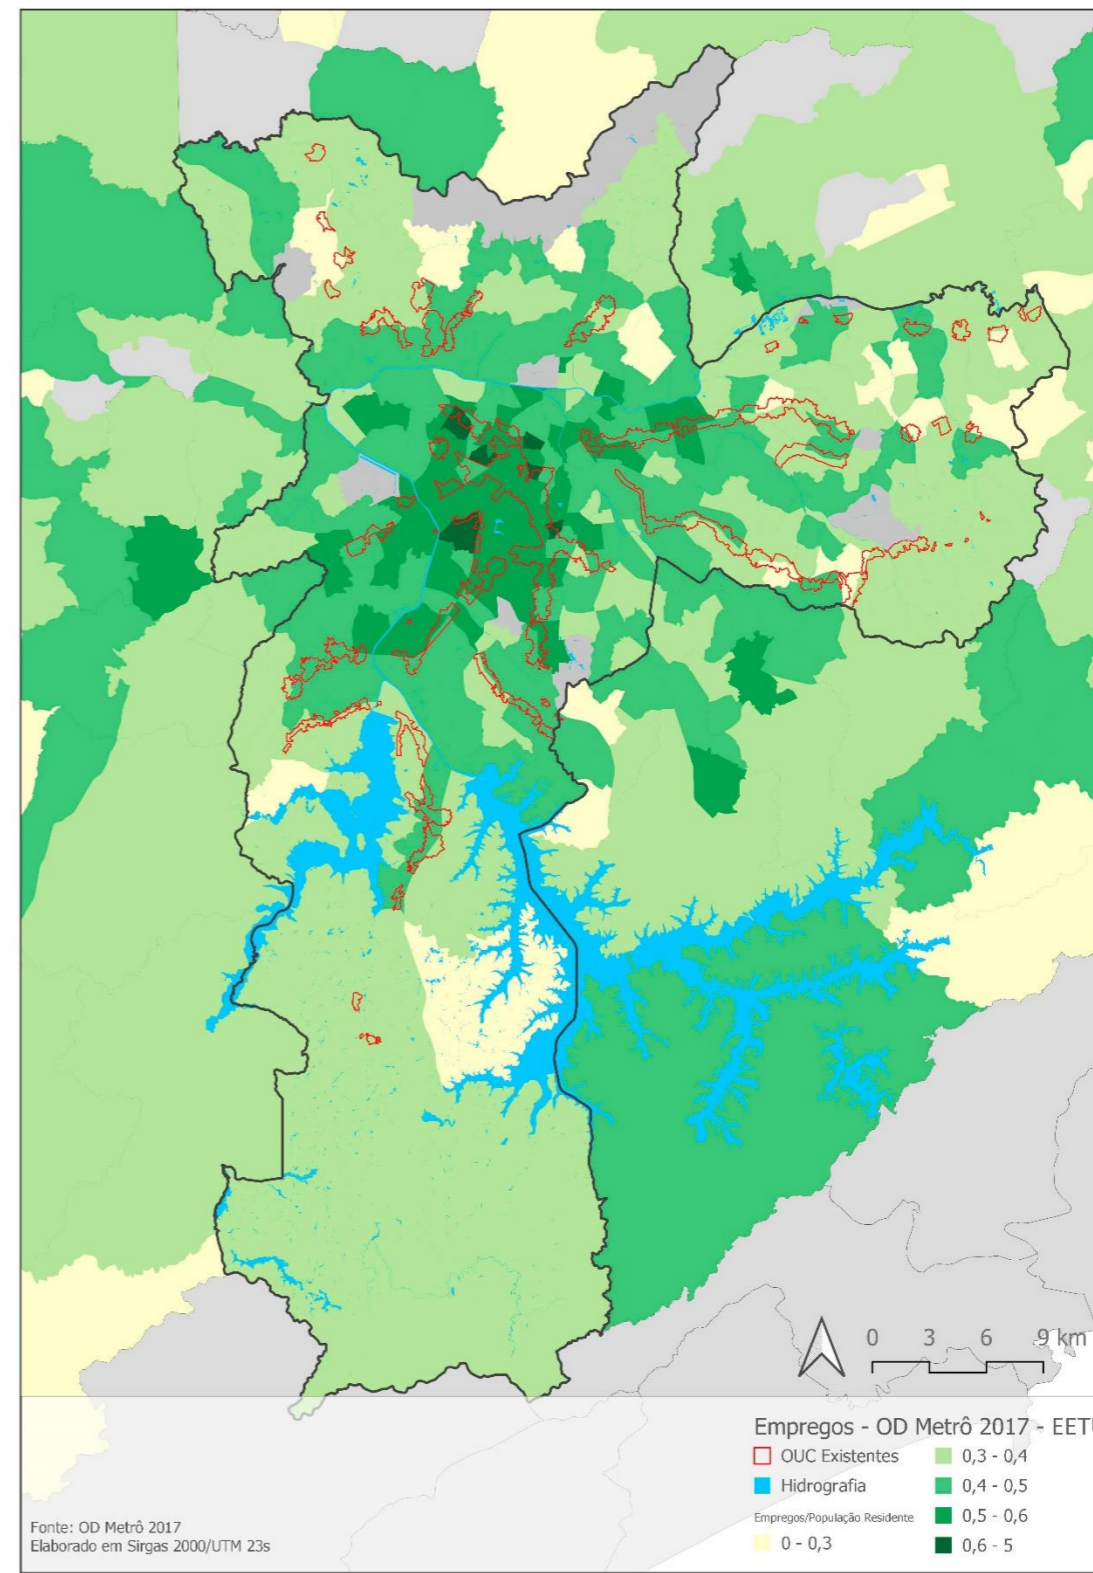 0 3 6 9 km
Empregos - OD Metrô 2017 - EETU
OUC Existentes
Hidrografia
Empregos/População Residente
0 - 0,3
0,3 - 0,4
0,4 - 0,5
0,5 - 0,6
0,6 - 5
Fonte: OD Metrô 2017
Elaborado em Sirgas 2000/UTM 23s